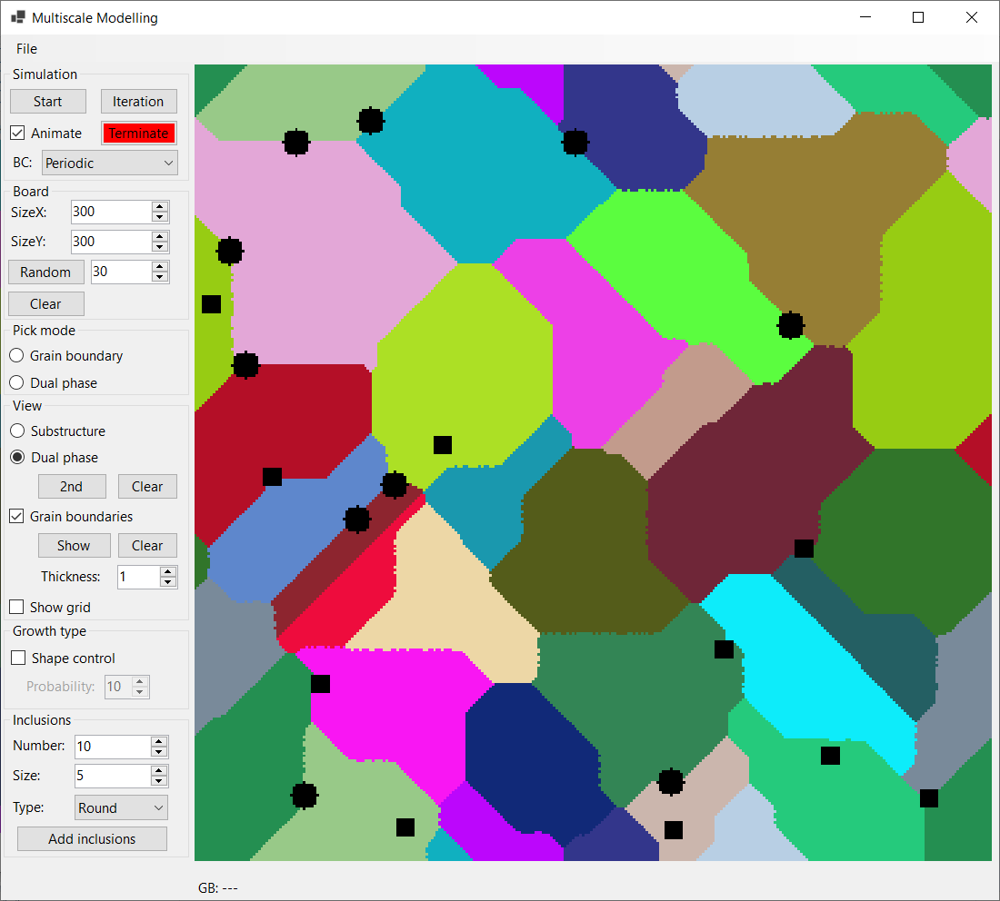 Multiscale Modelling
File
Simulation
Start Iteration
Animate Terminate
BC: Periodic
Board
SizeX: 300
SizeY: 300
Random 30
Clear
Pick mode
Grain boundary
Dual phase
View
Substructure
Dual phase
2nd Clear
Grain boundaries
Show Clear
Thickness: 1
Show grid
Growth type
Shape control
Probability: 10
Inclusions
Number: 10
Size: 5
Type: Round
Add inclusions
GB: ---